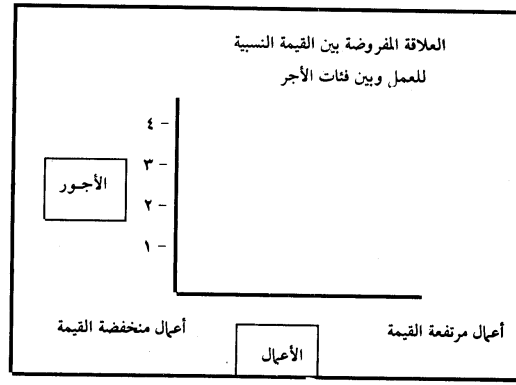 العلاقة المفروضة بين القيمة النسبية
للعمل وبين فئات الأجر
٤ -
٣ -
الأجـور
٢ -
١ -
أعمال مرتفعة القيمة
أعمال منخفضة القيمة
الأعمال